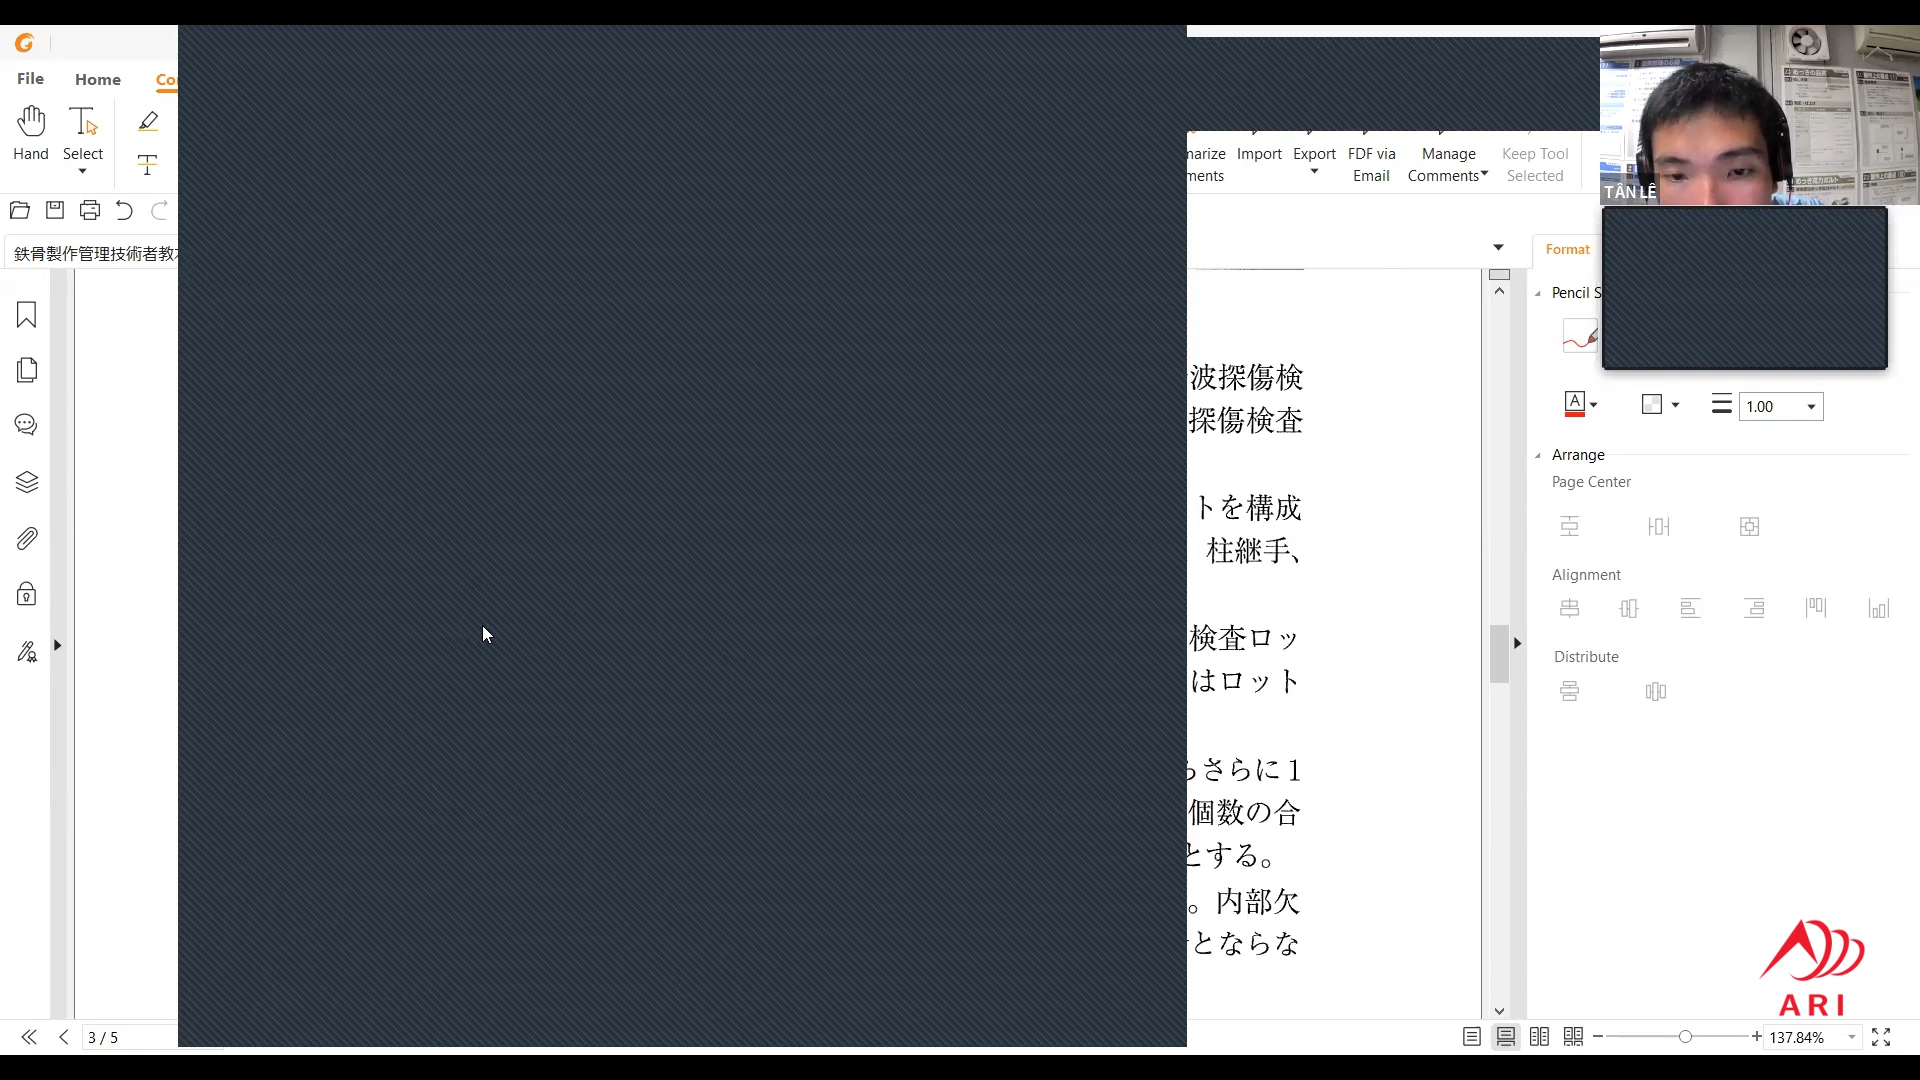 File
Home
Hand
Select
Import
Export
FDF via
Email
Manage
Comments
Keep Tool
Selected
鉄骨製作管理技術者教
TÂN LÊ
Format
Pencil
1.00
Arrange
Page Center
Alignment
Distribute
波探傷検
探傷検査
トを構成
柱継手、
検査ロッ
はロット
さらに１
個数の合
とする。
。内部欠
とならな
3 / 5
137.84%
ARI